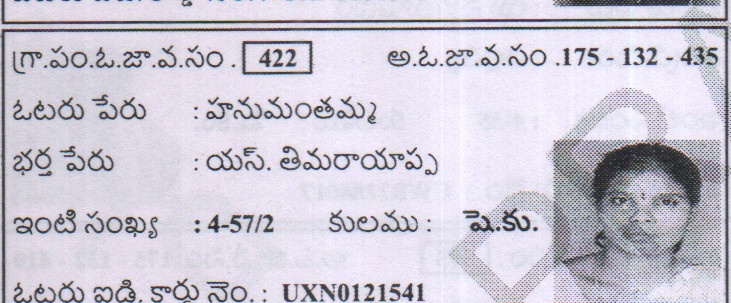 గ్రా.పం.ఓ.జా.వ.సం. 422 అ.ఓ.జా.వ.సం .175 - 132 - 435
ఓటరు పేరు : హనుమంతమ్మ
భర్త పేరు : యస్. తిమరాయాప్ప
ఇంటి సంఖ్య : 4-57/2 కులము : షె.కు.
ఓటరు ఐడి. కార్డు నెం. : UXN0121541